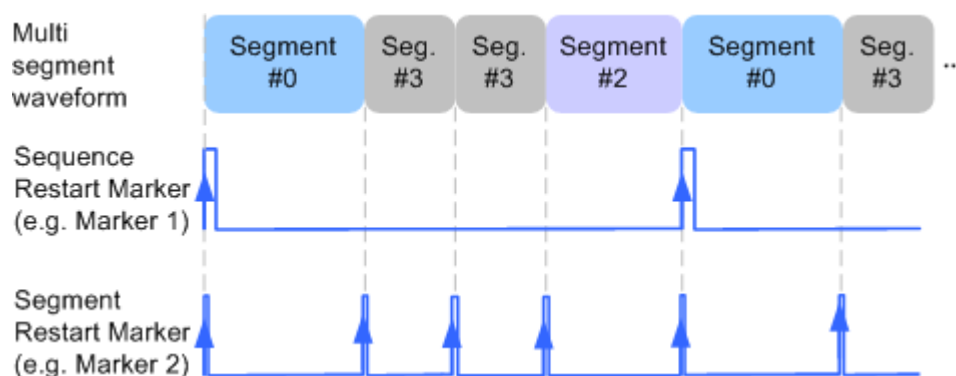 Multi
segment
waveform
Segment
#0
Seg.
#3
Seg.
#3
Segment
#2
Segment
#0
Seg.
#3
..
Sequence
Restart Marker
(e.g. Marker 1)
Segment
Restart Marker
(e.g. Marker 2)